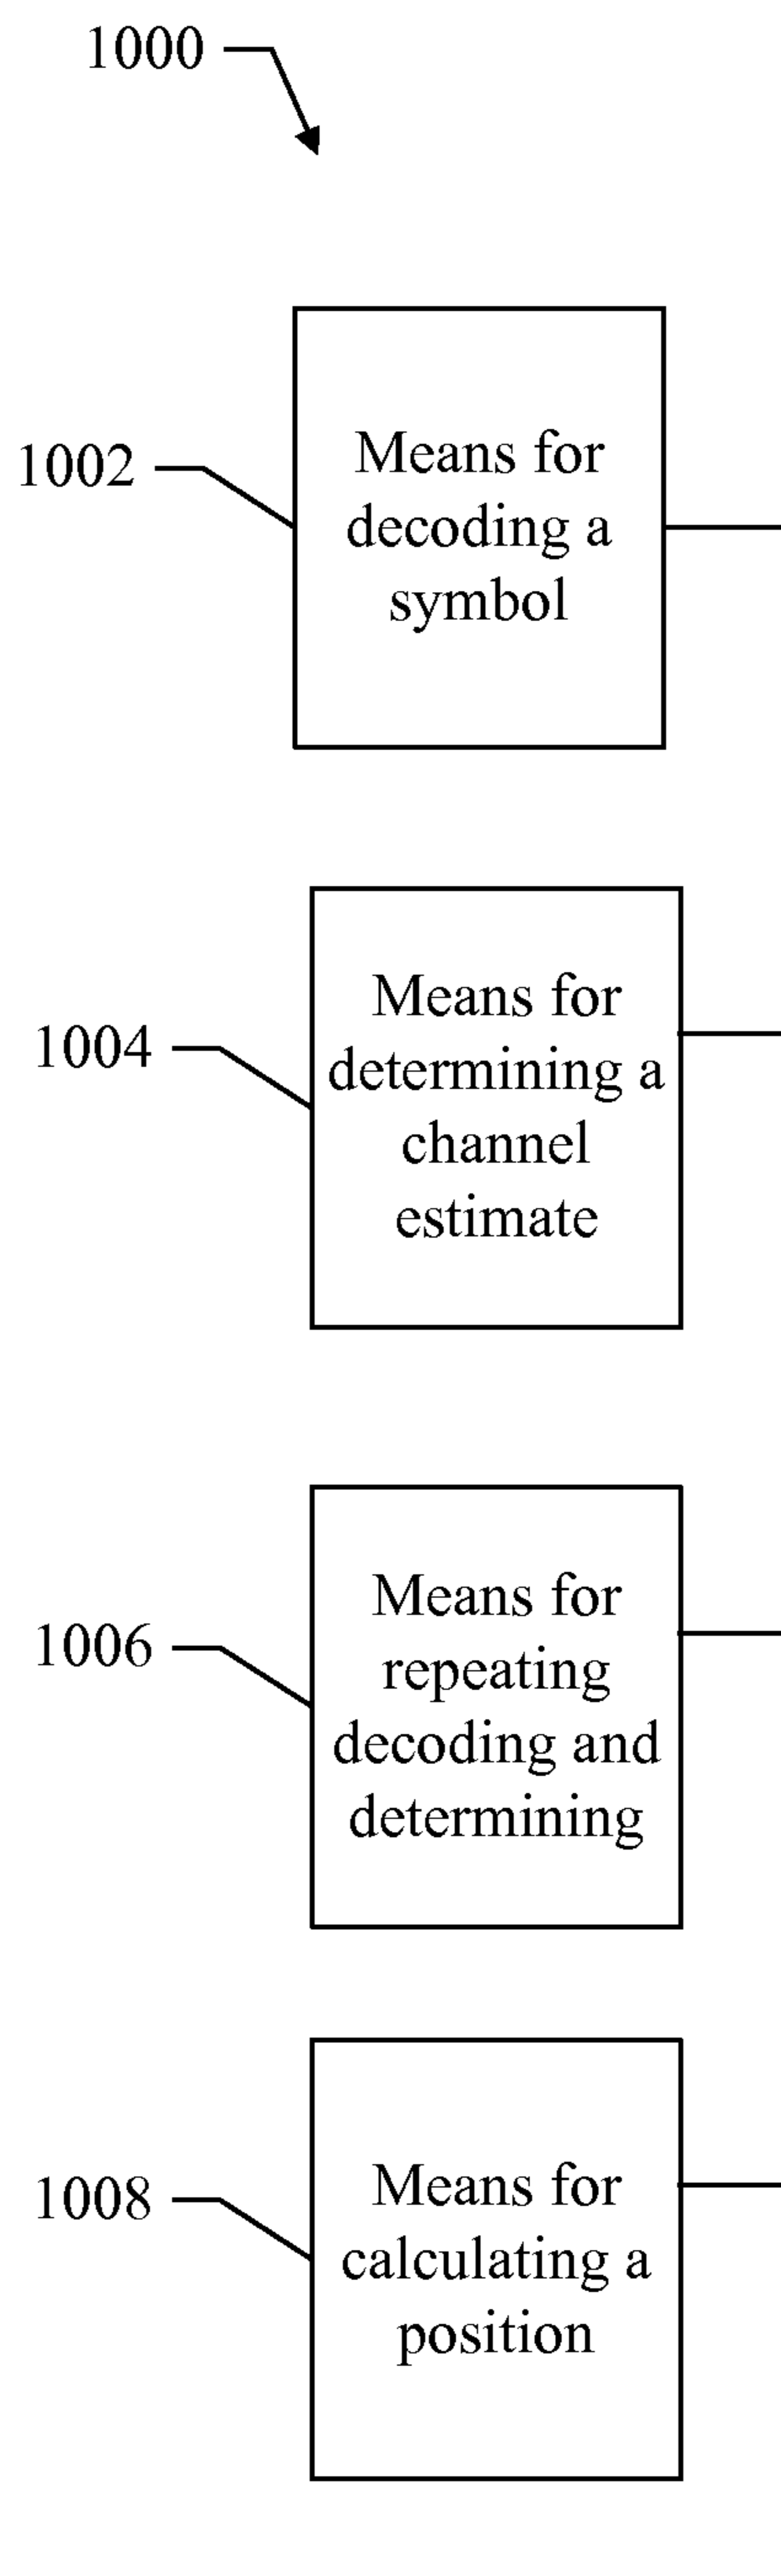 1000
1002
Means for
decoding a
symbol
1004
Means for
determining a
channel
estimate
1006
Means for
repeating
decoding and
determining
1008
Means for
calculating a
position